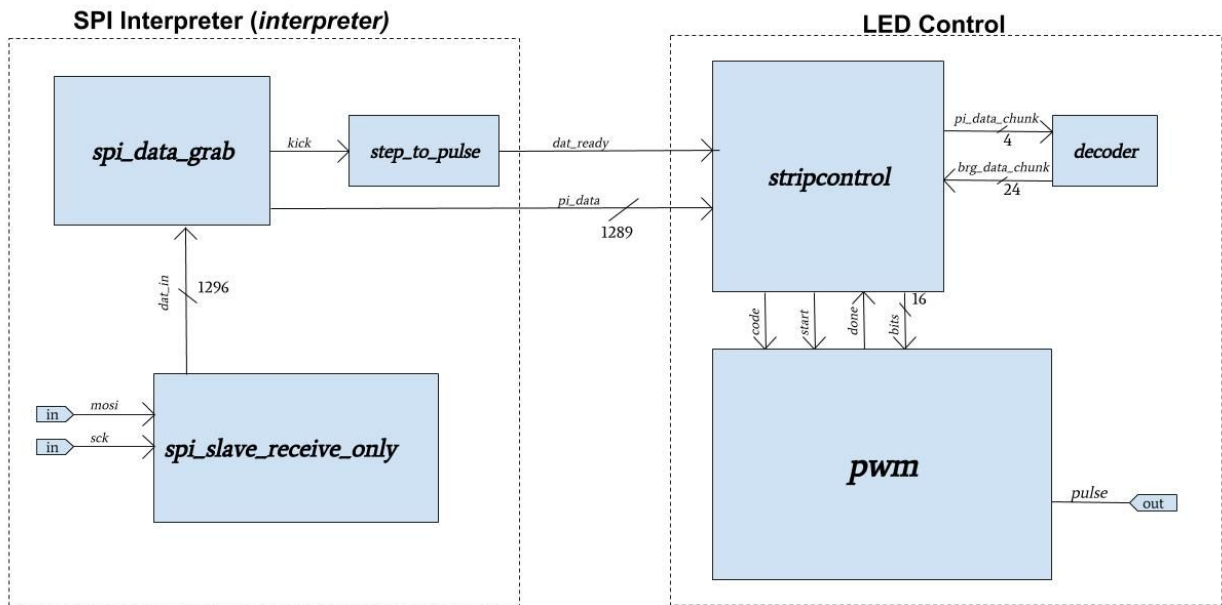 SPI Interpreter (interpreter)
LED Control
spi_data_grab
kick
step_to_pulse
dat_ready
pi_data
1289
dat_in
1296
in
mosi
in
sck
spi_slave_receive_only
stripcontrol
pi_data_chunk
4
decoder
brg_data_chunk
24
code
start
done
bits
16
pwm
pulse
out